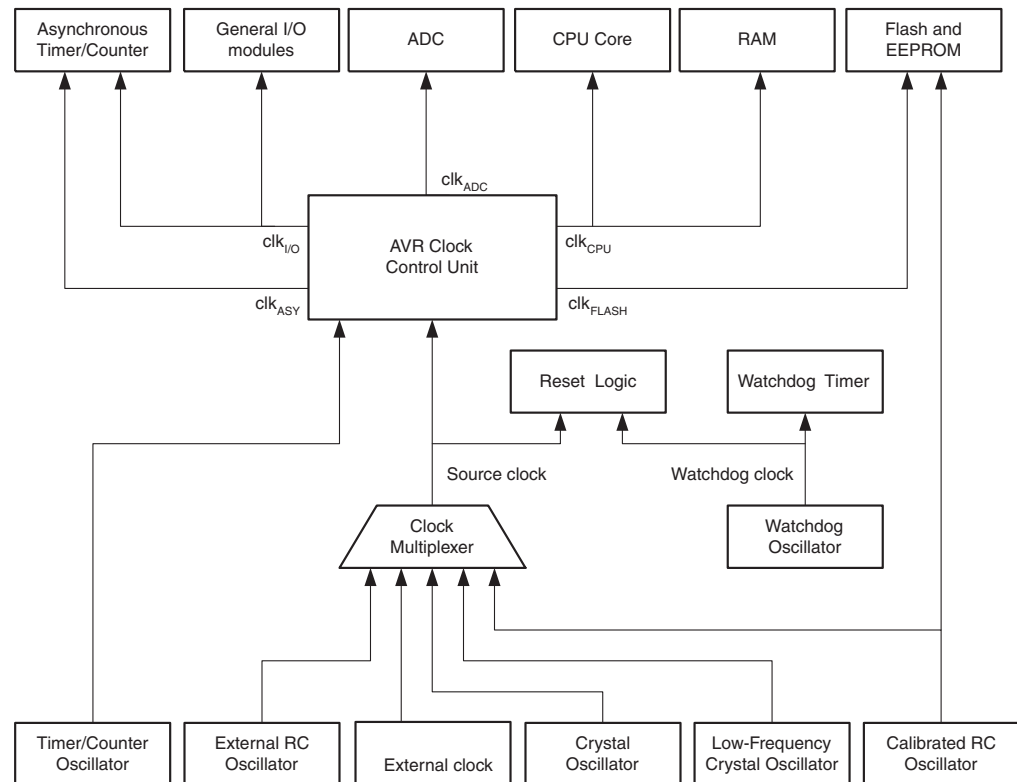 Asynchronous
Timer/Counter
General I/O
modules
ADC
CPU Core
RAM
Flash and
EEPROM
clkADC
clkI/O
AVR Clock
Control Unit
clkCPU
clkASY
clkFLASH
Reset Logic
Watchdog Timer
Source clock
Watchdog clock
Clock
Multiplexer
Watchdog
Oscillator
Timer/Counter
Oscillator
External RC
Oscillator
External clock
Crystal
Oscillator
Low-Frequency
Crystal Oscillator
Calibrated RC
Oscillator